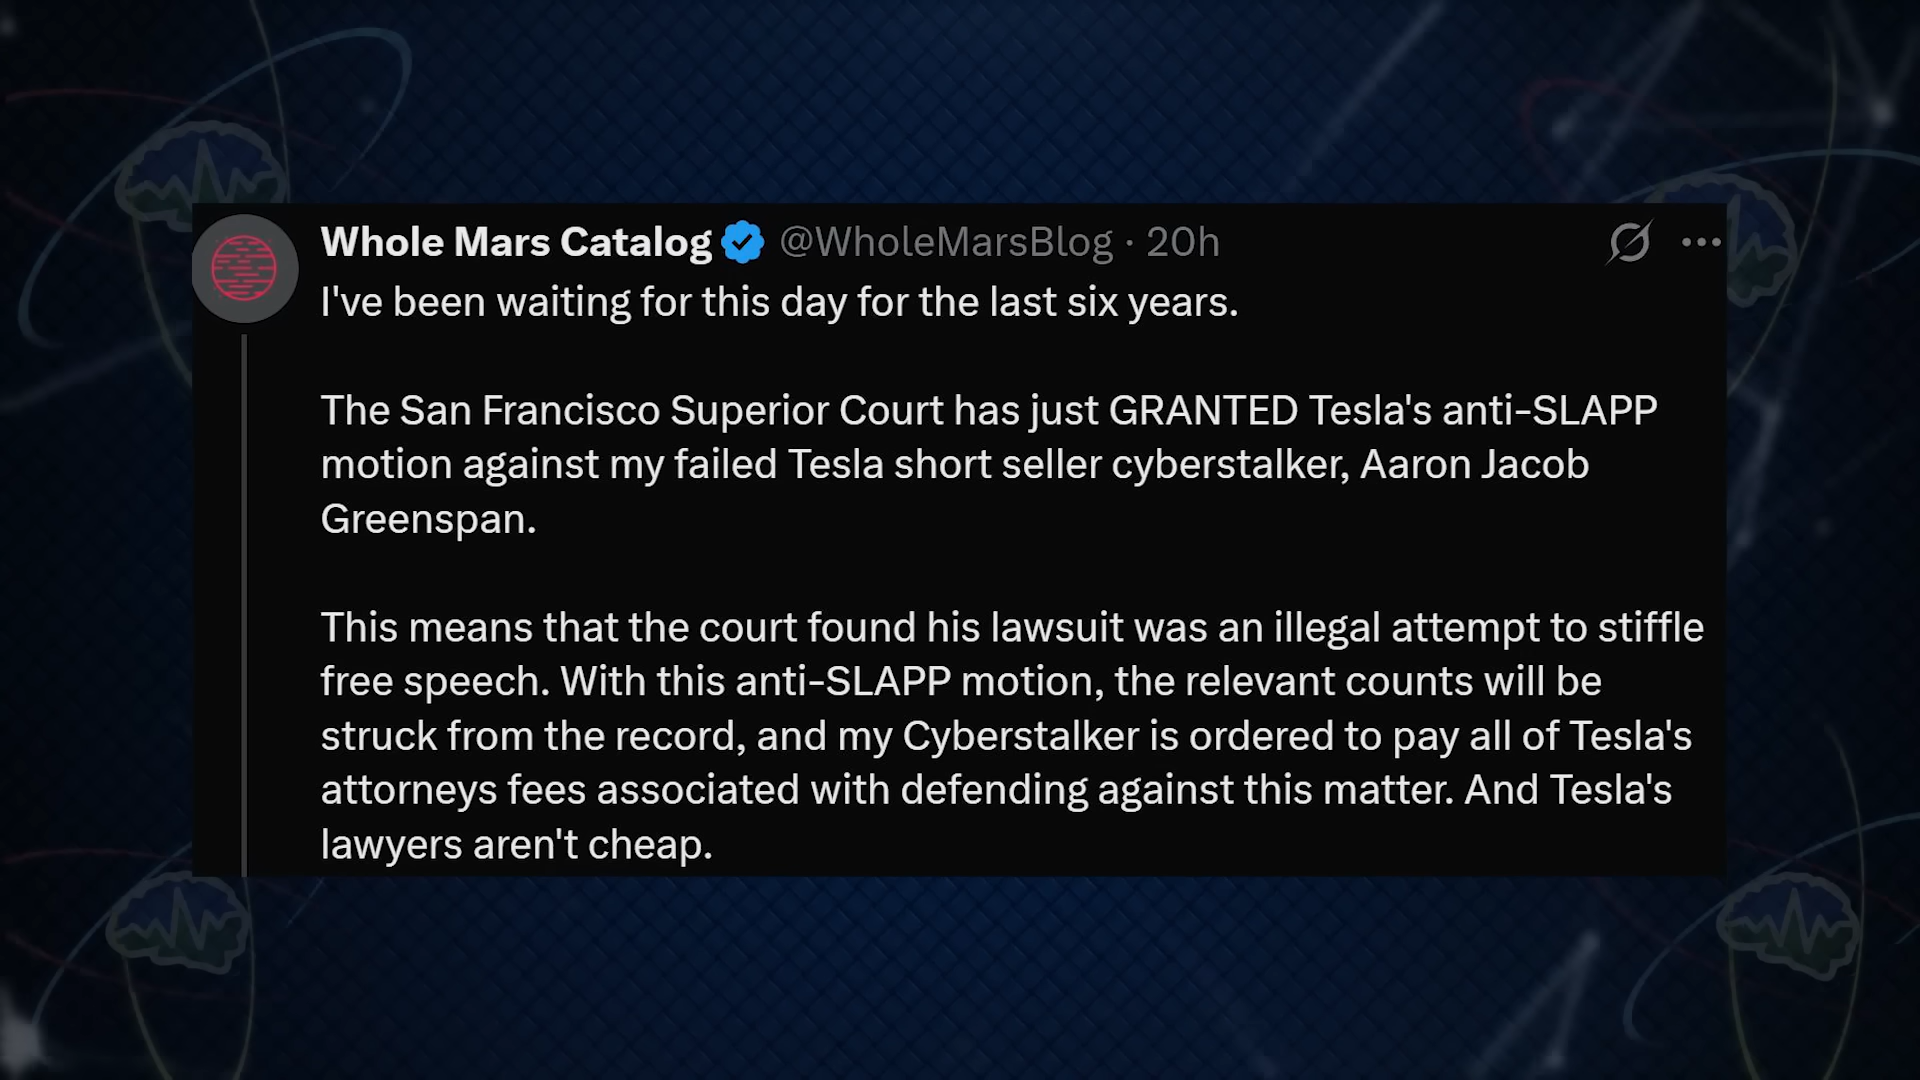 Whole Mars Catalog @WholeMarsBlog · 20h
I've been waiting for this day for the last six years.
The San Francisco Superior Court has just GRANTED Tesla's anti-SLAPP
motion against my failed Tesla short seller cyberstalker, Aaron Jacob
Greenspan.
This means that the court found his lawsuit was an illegal attempt to stiffle
free speech. With this anti-SLAPP motion, the relevant counts will be
struck from the record, and my Cyberstalker is ordered to pay all of Tesla's
attorneys fees associated with defending against this matter. And Tesla's
lawyers aren't cheap.